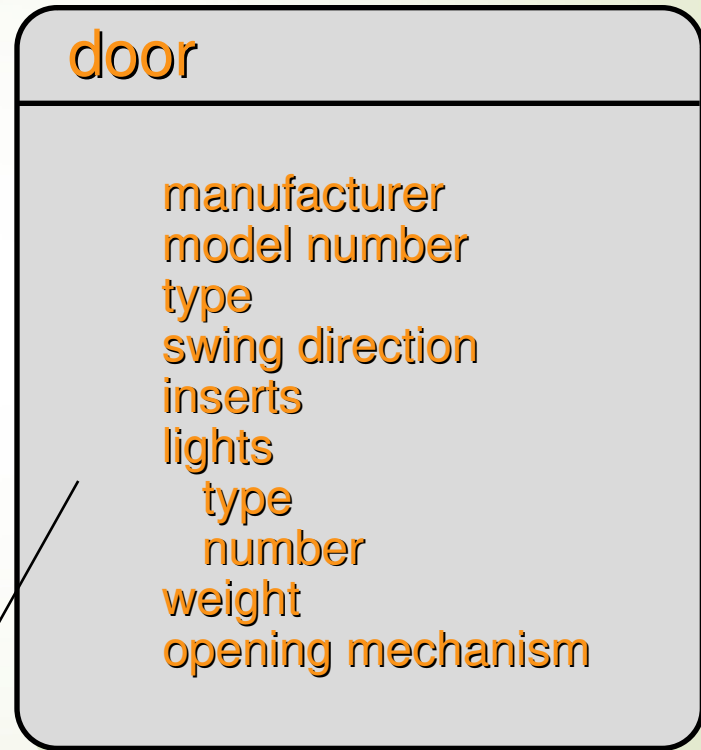 door
manufacturer
model number
type
swing direction
inserts
lights
type
number
weight
opening mechanism